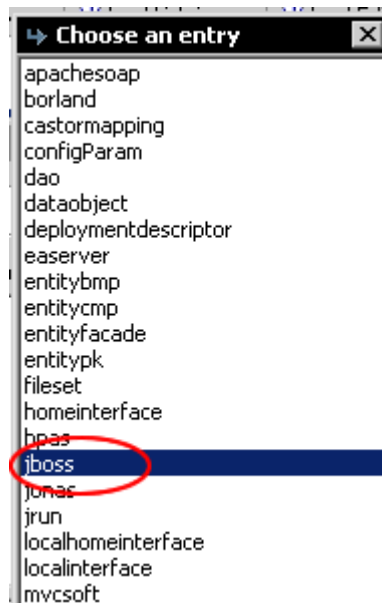 Choose an entry
apachesoap
borland
castormapping
configParam
dao
dataobject
deploymentdescriptor
easerver
entitybmp
entitycmp
entityfacade
entitypk
fileset
homeinterface
hpas
jboss
jonas
jrun
localhomeinterface
localinterface
mvcsoft